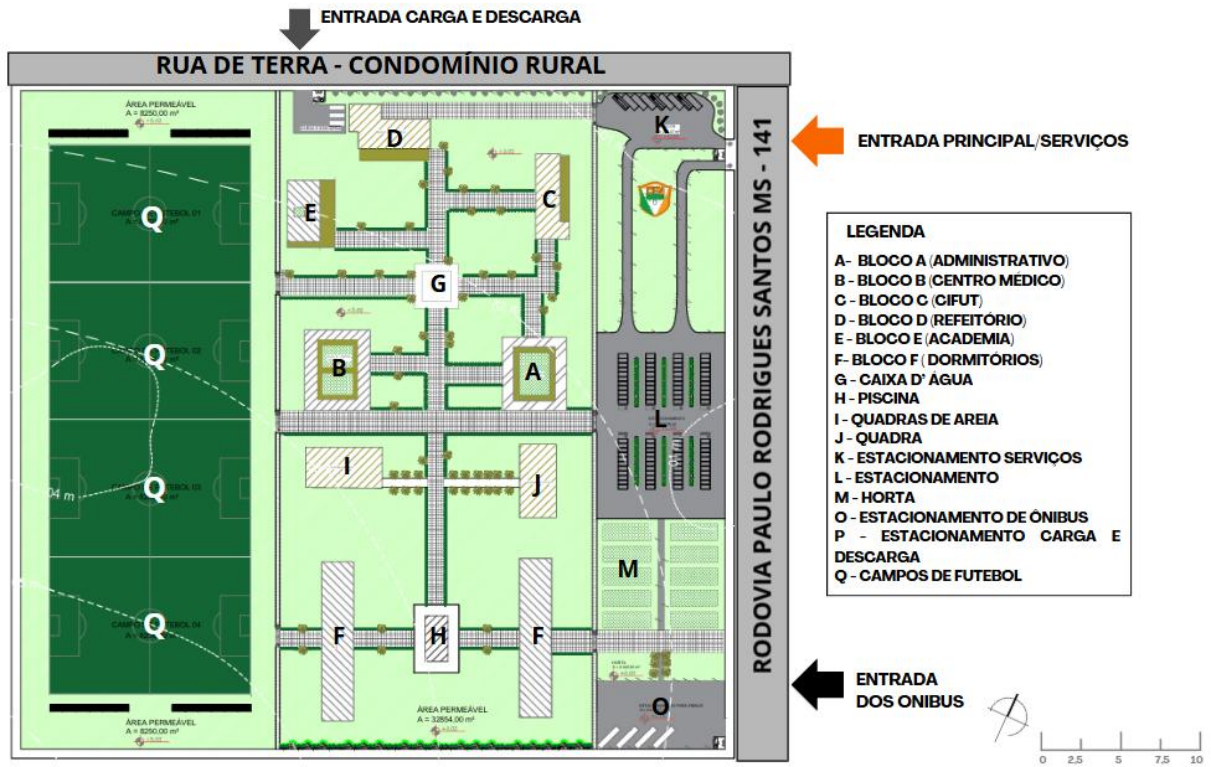 ENTRADA CARGA E DESCARGA
RUA DE TERRA - CONDOMÍNIO RURAL
ÁREA PERMEÁVEL
A = 8250,00 m²
K
D
ENTRADA PRINCIPAL/SERVIÇOS
RODOVIA PAULO RODRIGUES SANTOS MS - 141
C
E
Q
G
B
A
Q
L
I
J
Q
04 m
M
Q
F
H
F
O
ÁREA PERMEÁVEL
A = 32854,00 m²
ÁREA PERMEÁVEL
A = 8250,00 m²
LEGENDA
A- BLOCO A (ADMINISTRATIVO)
B - BLOCO B (CENTRO MÉDICO)
C - BLOCO C (CIFUT)
D - BLOCO D (REFEITÓRIO)
E - BLOCO E (ACADEMIA)
F- BLOCO F ( DORMITÓRIOS)
G - CAIXA D' ÁGUA
H - PISCINA
I - QUADRAS DE AREIA
J - QUADRA
K - ESTACIONAMENTO SERVIÇOS
L - ESTACIONAMENTO
M - HORTA
O - ESTACIONAMENTO DE ÔNIBUS
P - ESTACIONAMENTO CARGA E
DESCARGA
Q - CAMPOS DE FUTEBOL
ENTRADA
DOS ONIBUS
0 2,5 5 7,5 10